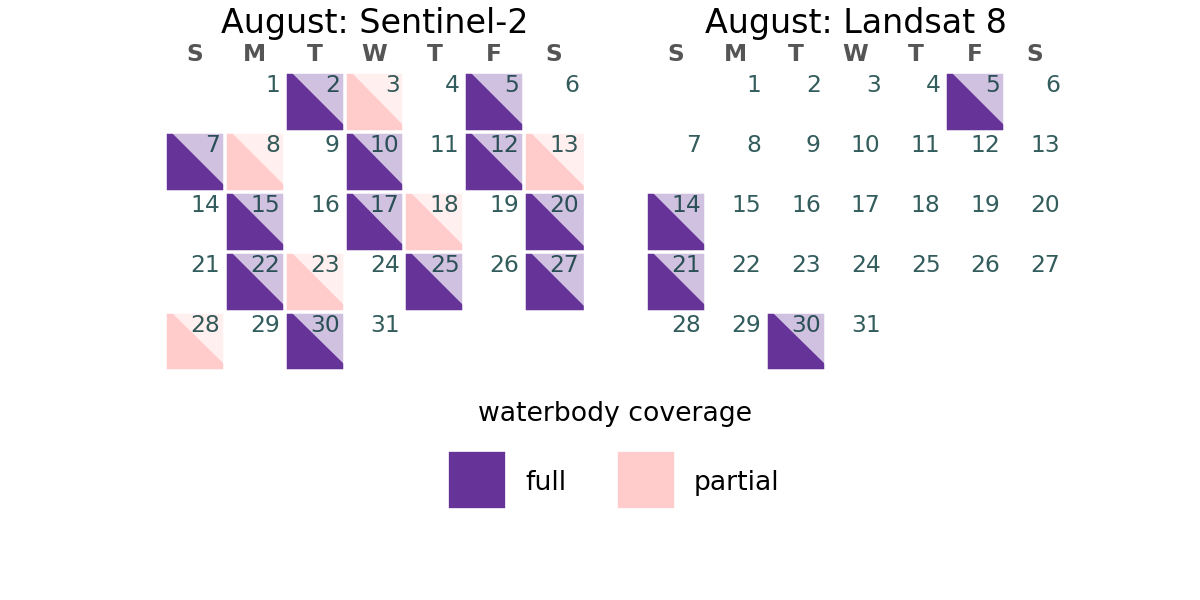 August: Sentinel-2
S M T W T F S
1 2 3 4 5 6
7 8 9 10 11 12 13
14 15 16 17 18 19 20
21 22 23 24 25 26 27
28 29 30 31
August: Landsat 8
S M T W T F S
1 2 3 4 5 6
7 8 9 10 11 12 13
14 15 16 17 18 19 20
21 22 23 24 25 26 27
28 29 30 31
waterbody coverage
full partial